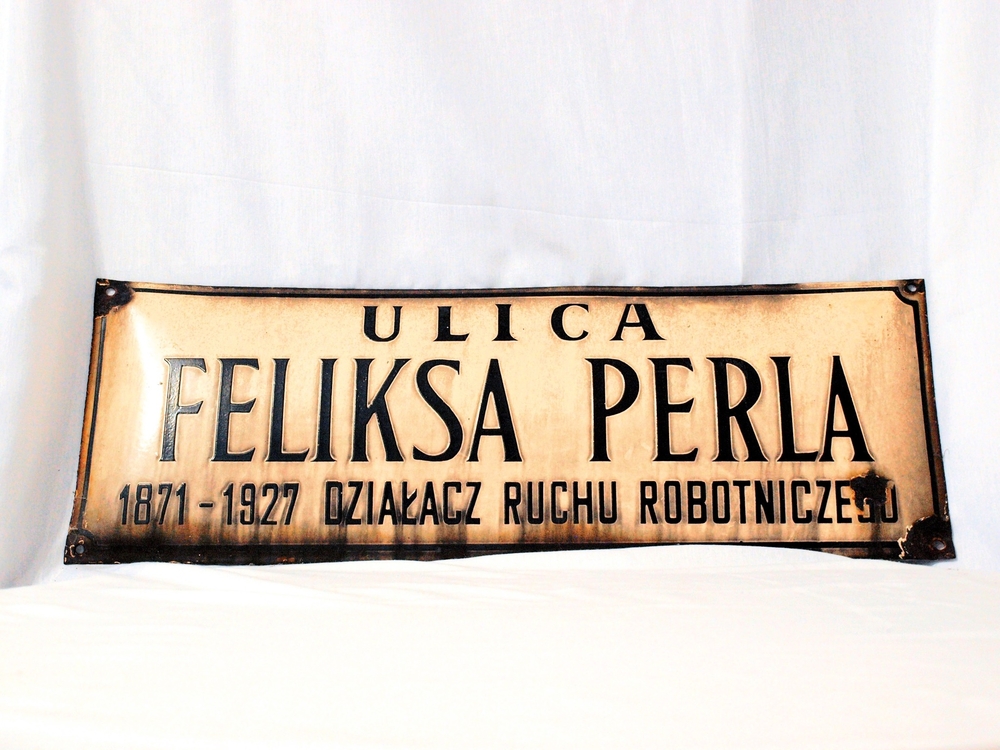 ULICA
FELIKSA PERLA
1871-1927 DZIAŁACZ RUCHU ROBOTNICZEGO